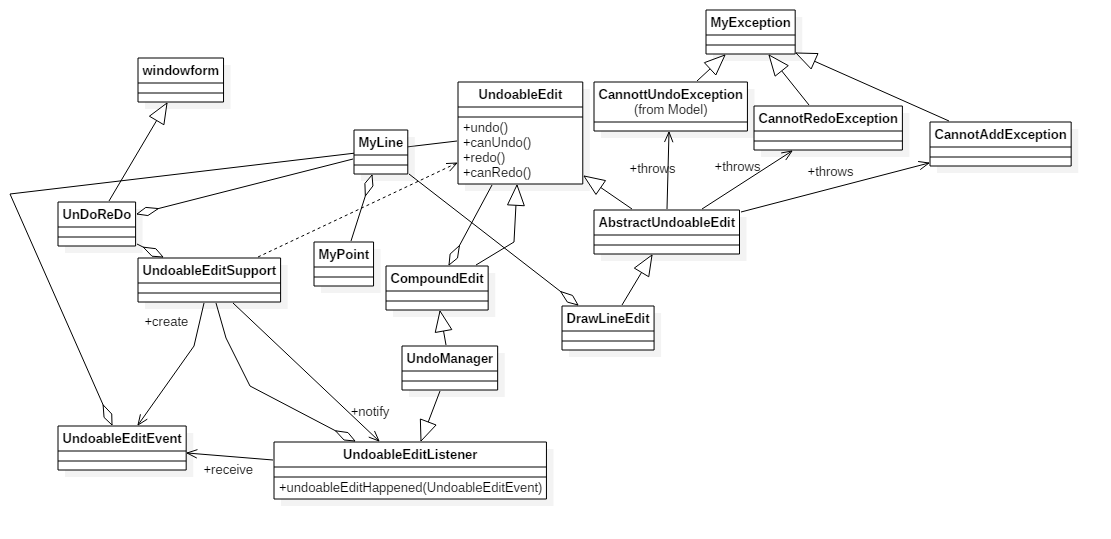 MyException
windowform
UndoableEdit
+undo()
+canUndo()
+redo()
+canRedo()
CannottUndoException
(from Model)
CannotRedoException
CannotAddException
MyLine
+throws
+throws
+throws
UnDoReDo
AbstractUndoableEdit
MyPoint
UndoableEditSupport
CompoundEdit
DrawLineEdit
+create
UndoManager
+notify
UndoableEditEvent
+receive
UndoableEditListener
+undoableEditHappened(UndoableEditEvent)